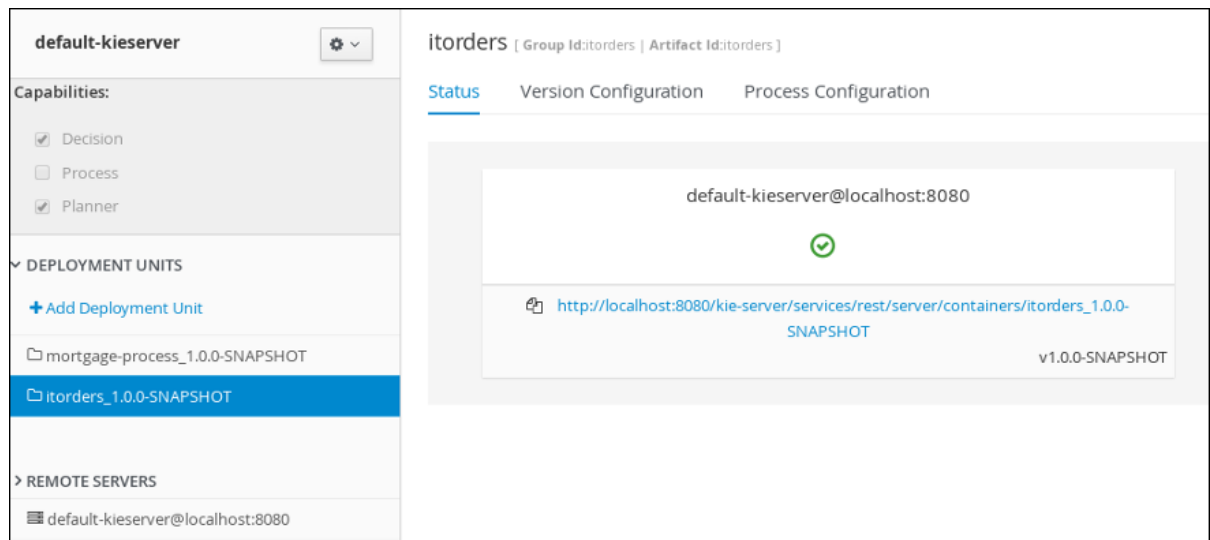 default-kieserver
Capabilities:
Decision
Process
Planner
DEPLOYMENT UNITS
Add Deployment Unit
mortgage-process_1.0.0-SNAPSHOT
itorders_1.0.0-SNAPSHOT
REMOTE SERVERS
default-kieserver@localhost:8080
itorders [ Group Id:itorders | Artifact Id:itorders ]
Status Version Configuration Process Configuration
default-kieserver@localhost:8080
http://localhost:8080/kie-server/services/rest/server/containers/itorders_1.0.0-
SNAPSHOT
v1.0.0-SNAPSHOT